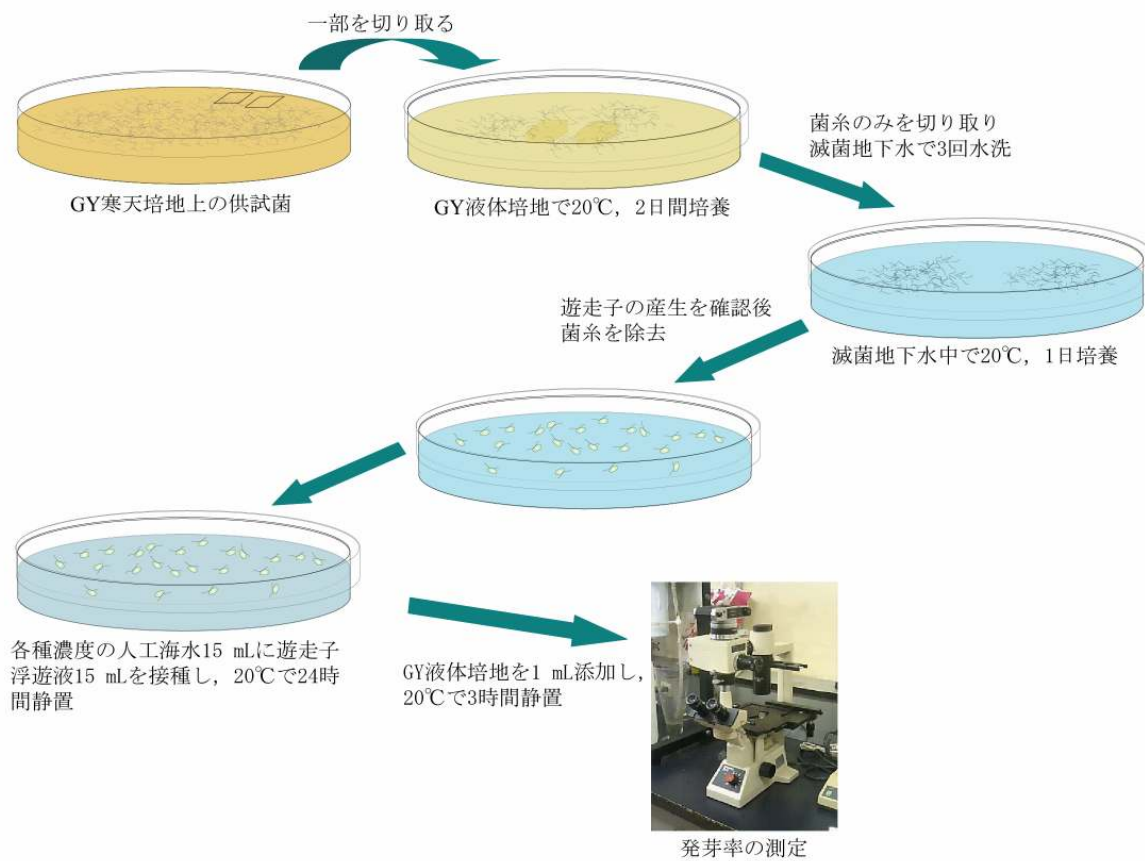 一部を切り取る
GY寒天培地上の供試菌
GY液体培地で20℃，2日間培養
菌糸のみを切り取り
滅菌地下水で3回水洗
滅菌地下水中で20℃，1日培養
遊走子の産生を確認後
菌糸を除去
各種濃度の人工海水15 mLに遊走子
浮遊液15 mLを接種し，20℃で24時
間静置
GY液体培地を1 mL添加し，
20℃で3時間静置
発芽率の測定